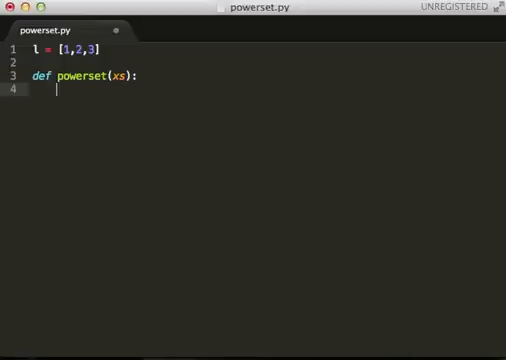 powerset.py
UNREGISTERED
powerset.py
1 l = [1,2,3]
2
3 def powerset(xs):
4